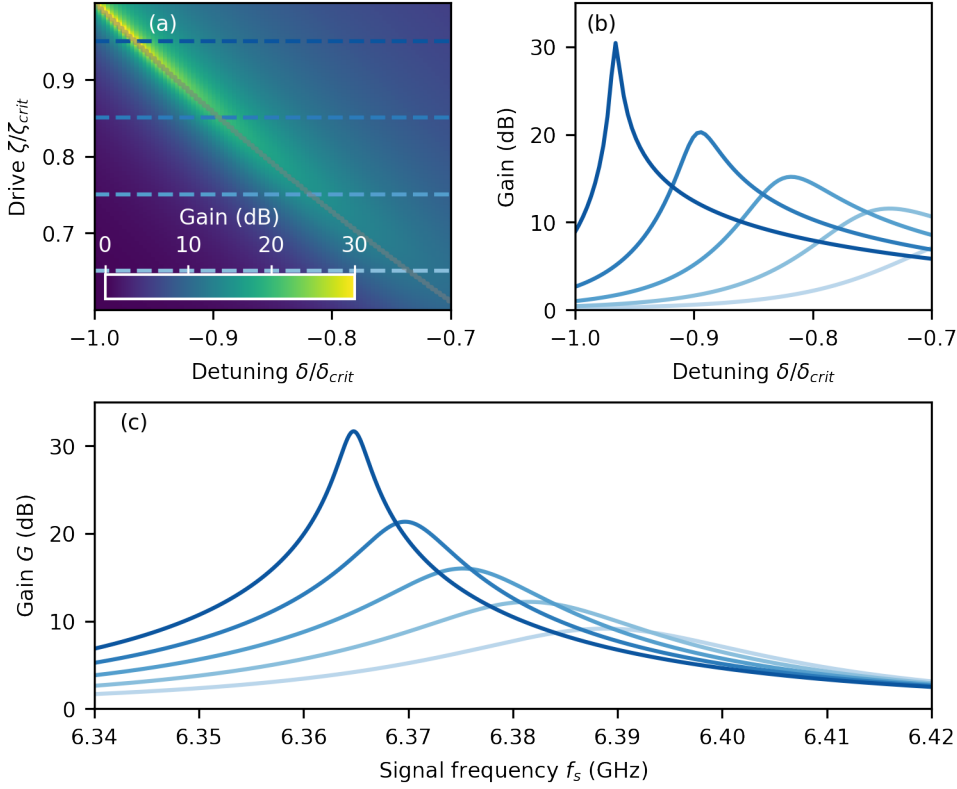 (a)
Drive ζ/ζcrit
0.9
0.8
0.7
Gain (dB)
0 10 20 30
−1.0 −0.9 −0.8 −0.7
Detuning δ/δcrit
(b)
Gain (dB)
30
20
10
0
−1.0 −0.9 −0.8 −0.7
Detuning δ/δcrit
(c)
Gain G (dB)
30
20
10
0
6.34 6.35 6.36 6.37 6.38 6.39 6.40 6.41 6.42
Signal frequency fs (GHz)